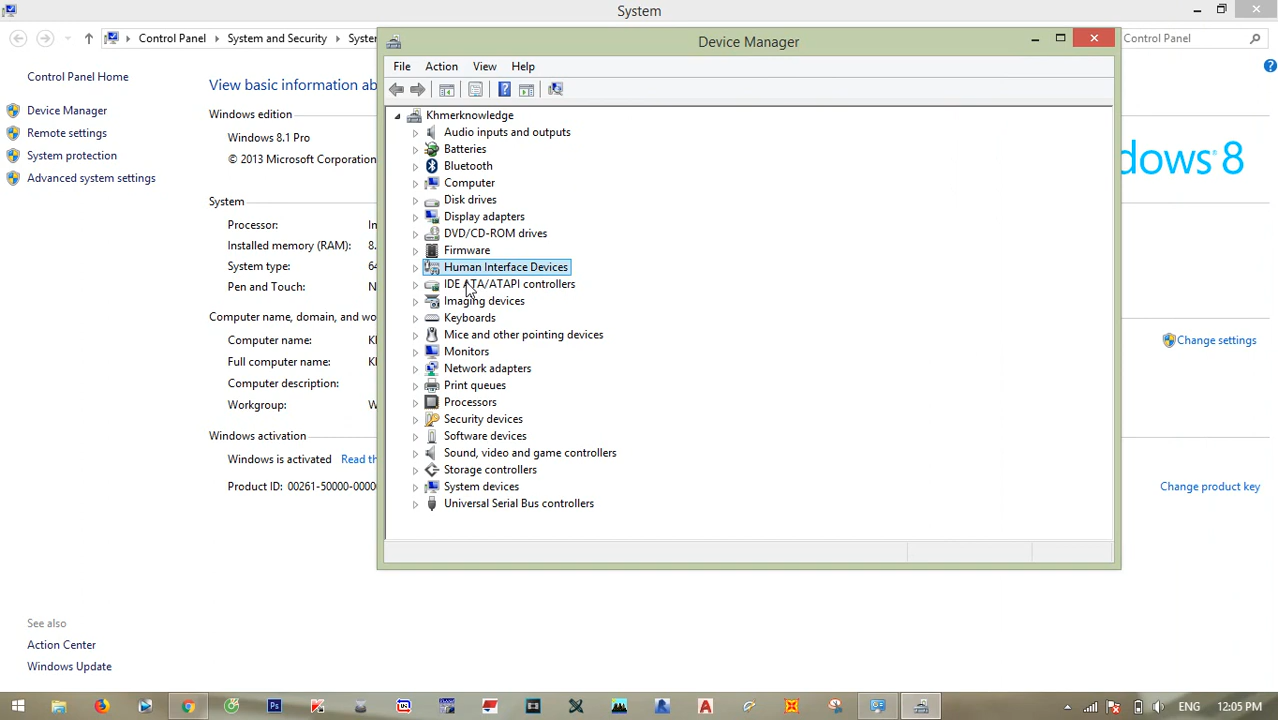 System
Control Panel
System and Security
Control Panel
Device Manager
File Action View Help
Control Panel Home
Device Manager
Remote settings
System protection
Advanced system settings
View basic information
Windows edition
Windows 8.1 Pro
© 2013 Microsoft Corporation
System
Processor:
Installed memory (RAM): 8.
System type: 64
Pen and Touch:
Computer name, domain, and
Computer name:
Full computer name:
Computer description:
Workgroup:
Windows activation
Windows is activated Read
Product ID: 00261-50000-0000
Khmerknowledge
Audio inputs and outputs
Batteries
Bluetooth
Computer
Disk drives
Display adapters
DVD/CD-ROM drives
Firmware
Human Interface Devices
IDE ATA/ATAPI controllers
Imaging devices
Keyboards
Mice and other pointing devices
Monitors
Network adapters
Print queues
Processors
Security devices
Software devices
Sound, video and game controllers
Storage controllers
System devices
Universal Serial Bus controllers
dows 8
Change settings
Change product key
See also
Action Center
Windows Update
ENG 12:05 PM